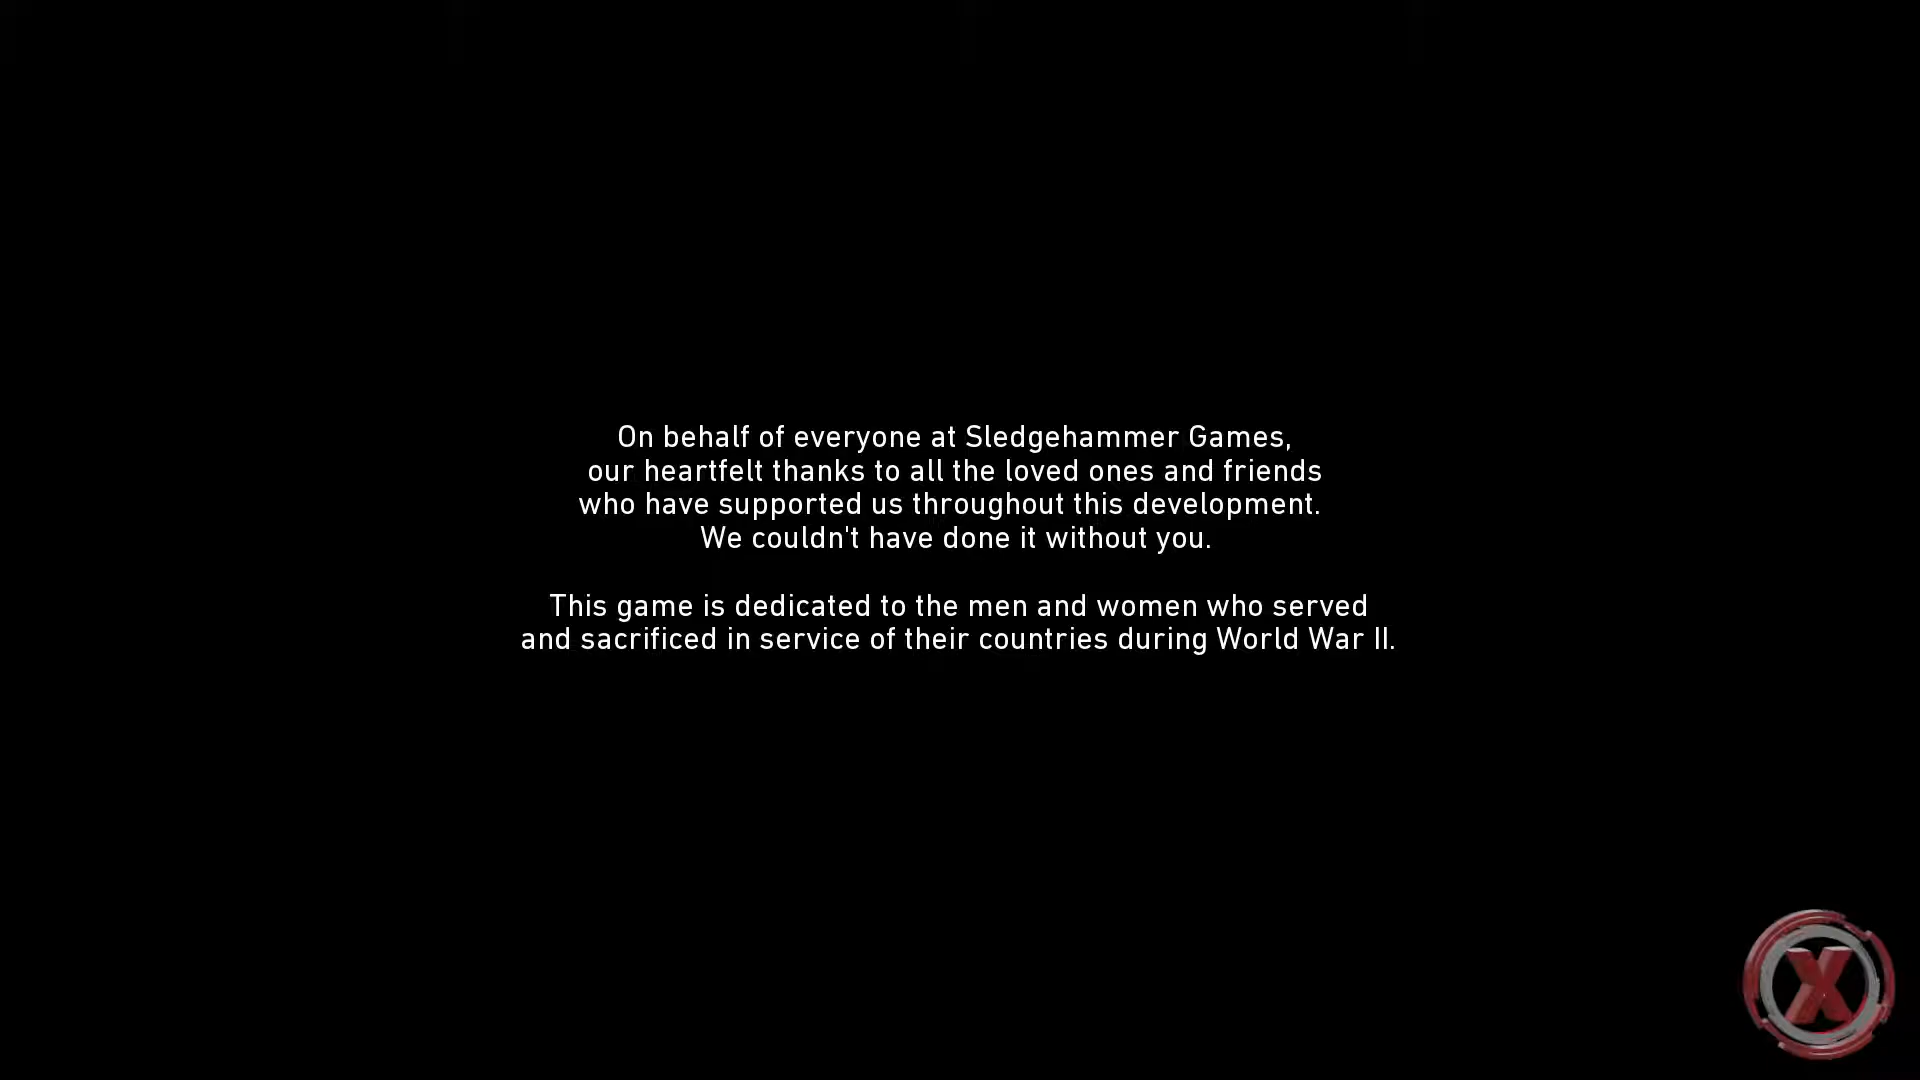 On behalf of everyone at Sledgehammer Games,
our heartfelt thanks to all the loved ones and friends
who have supported us throughout this development.
We couldn't have done it without you.
This game is dedicated to the men and women who served
and sacrificed in service of their countries during World War II.
X